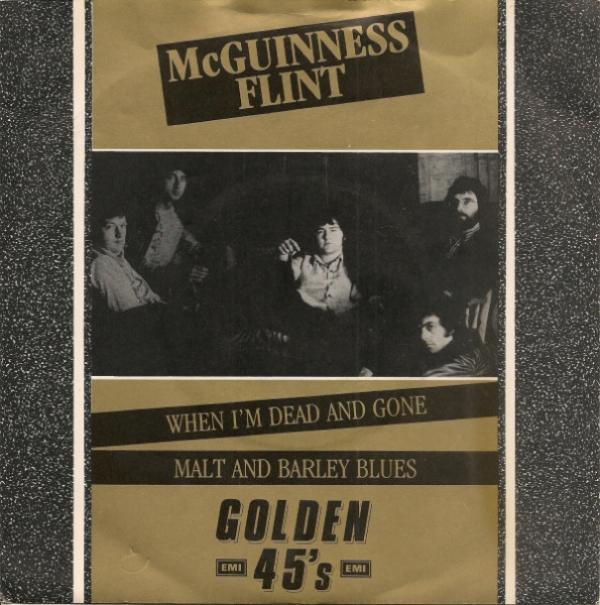 McGUINNESS
FLINT
WHEN I'M DEAD AND GONE
MALT AND BARLEY BLUES
GOLDEN
EMI 45's EMI